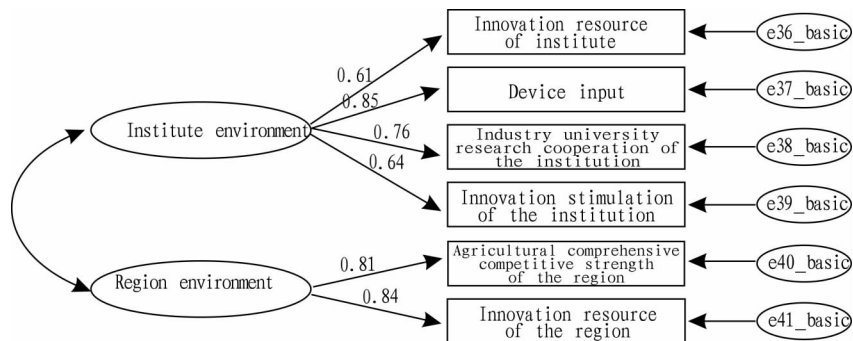 Innovation resource
of institute
e36_basic
0.61
0.85
Device input
e37_basic
Institute environment
0.76
Industry university
research cooperation of
the institution
e38_basic
0.64
Innovation stimulation
of the institution
e39_basic
Agricultural comprehensive
competitive strength
of the region
e40_basic
0.81
Region environment
0.84
Innovation resource
of the region
e41_basic